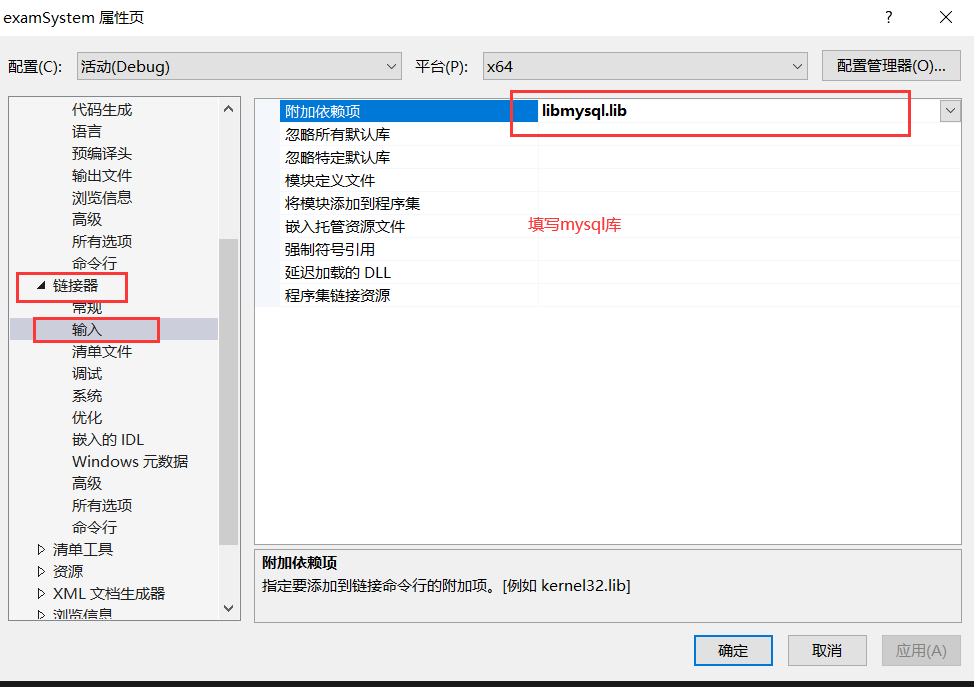 examSystem 属性页
?
配置(C): 活动(Debug) 平台(P): x64 配置管理器(O)...
代码生成
语言
预编译头
输出文件
浏览信息
高级
所有选项
命令行
链接器
常规
输入
清单文件
调试
系统
优化
嵌入的 IDL
Windows 元数据
高级
所有选项
命令行
清单工具
资源
XML 文档生成器
浏览信息
附加依赖项 libmysql.lib
忽略所有默认库
忽略特定默认库
模块定义文件
将模块添加到程序集
嵌入托管资源文件
填写mysql库
强制符号引用
延迟加载的 DLL
程序集链接资源
附加依赖项
指定要添加到链接命令行的附加项。[例如 kernel32.lib]
确定 取消 应用(A)